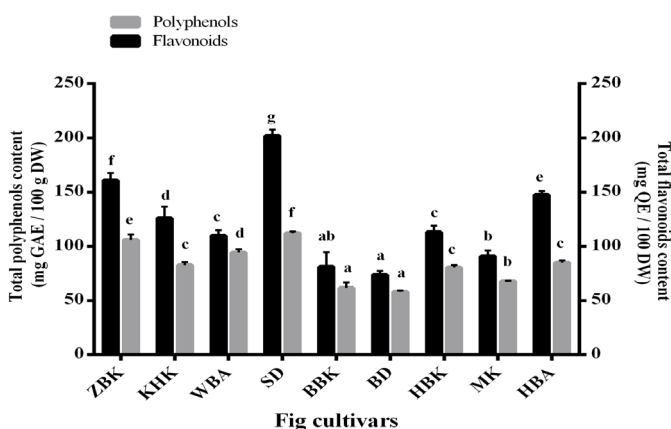 Polyphenols
Flavonoids
Total polyphenols content
(mg GAE / 100 g DW)
250
200
150
100
50
0
f
e
d
c
c
d
g
f
ab
a
a
a
c
c
b
b
e
c
250
200
150
100
50
0
Total flavonoids content
(mg QE / 100 DW)
ZBK
KHK
WBA
SD
BBK
BD
HBK
MK
HBA
Fig cultivars